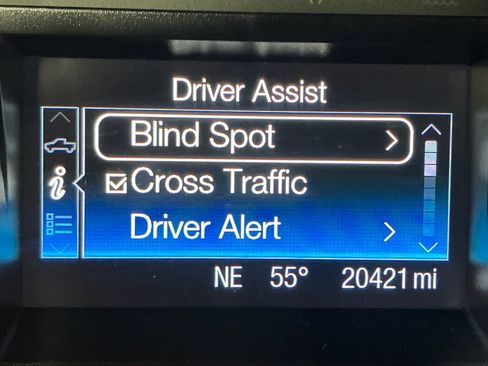 Driver Assist
Blind Spot
Cross Traffic
Driver Alert
NE 55° 20421 mi